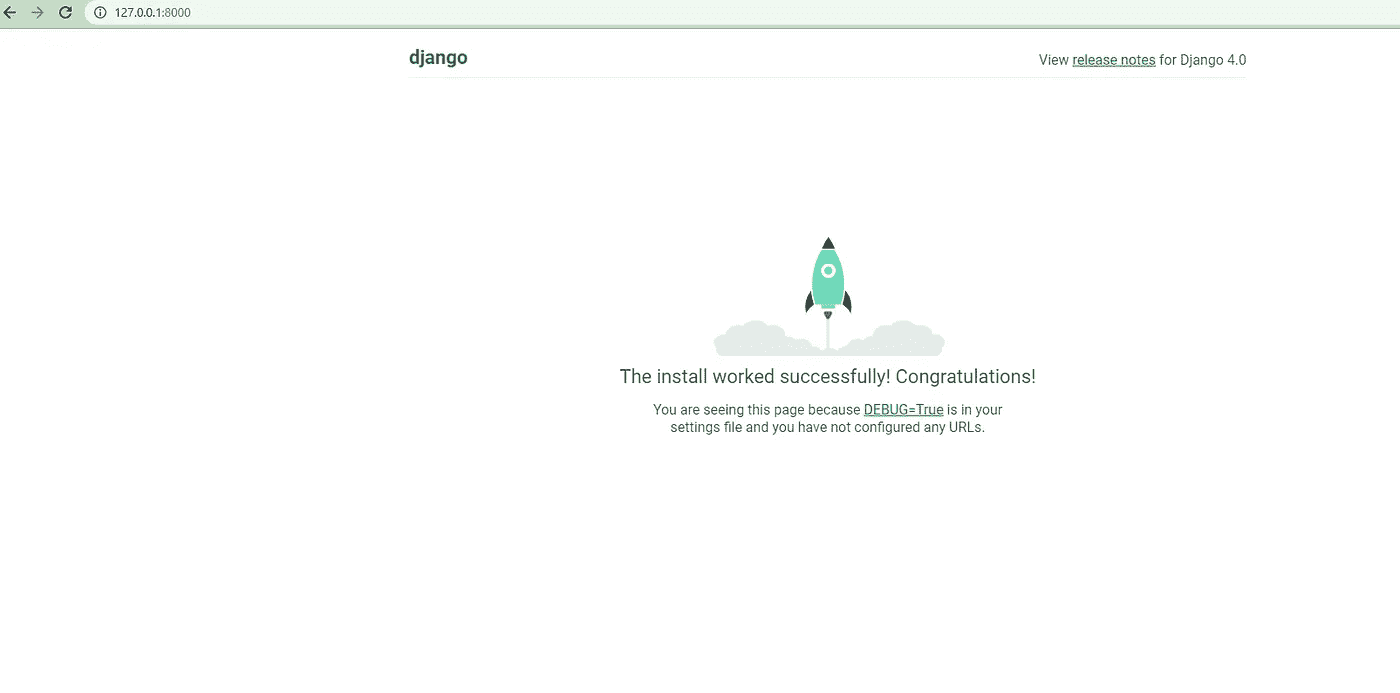 127.0.0.1:8000
django
View release notes for Django 4.0
The install worked successfully! Congratulations!
You are seeing this page because DEBUG=True is in your
settings file and you have not configured any URLs.